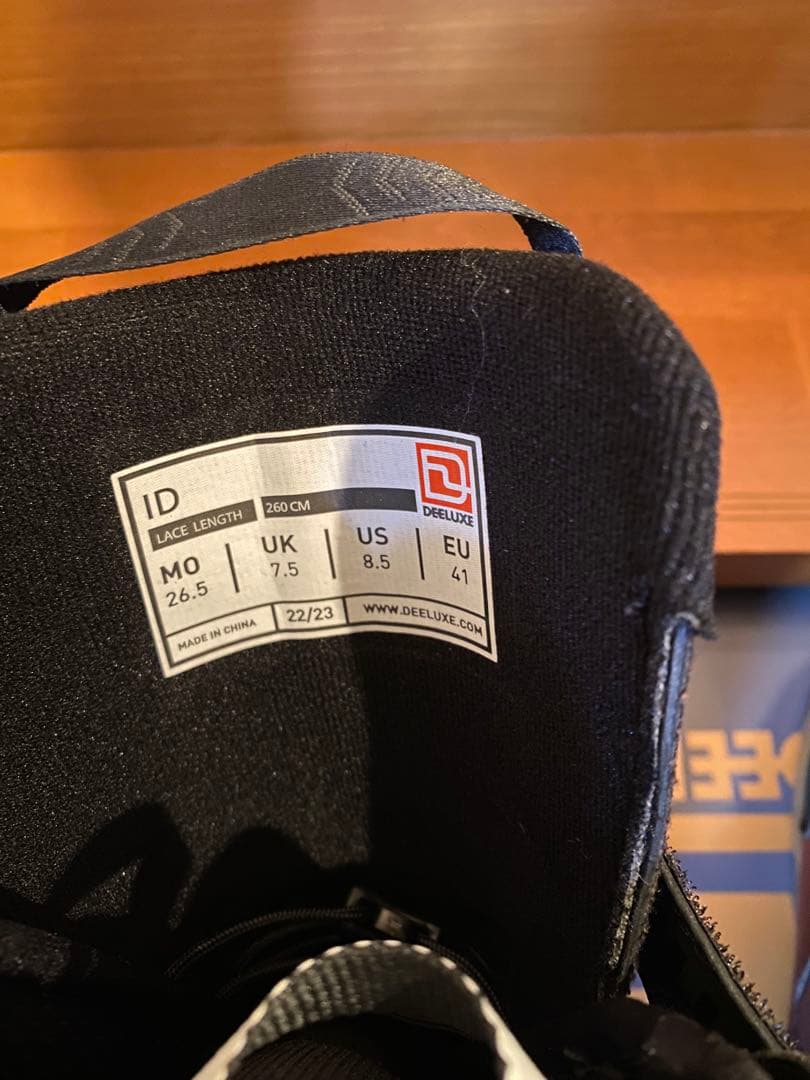 ID
LACE LENGTH 260 CM
DEELUXE
MO UK US EU
26.5 7.5 8.5 41
MADE IN CHINA 22/23 WWW.DEELUXE.COM